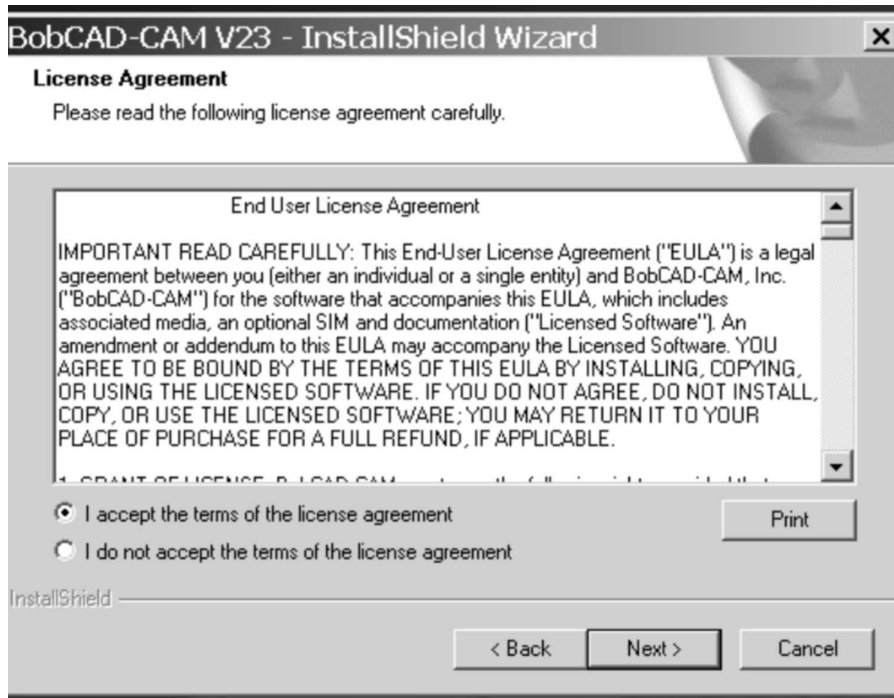 BobCAD-CAM V23 - InstallShield Wizard
License Agreement
Please read the following license agreement carefully.
End User License Agreement
IMPORTANT READ CAREFULLY: This End-User License Agreement ("EULA") is a legal
agreement between you (either an individual or a single entity) and BobCAD-CAM, Inc.
("BobCAD-CAM") for the software that accompanies this EULA, which includes
associated media, an optional SIM and documentation ("Licensed Software"). An
amendment or addendum to this EULA may accompany the Licensed Software. YOU
AGREE TO BE BOUND BY THE TERMS OF THIS EULA BY INSTALLING, COPYING,
OR USING THE LICENSED SOFTWARE. IF YOU DO NOT AGREE, DO NOT INSTALL,
COPY, OR USE THE LICENSED SOFTWARE; YOU MAY RETURN IT TO YOUR
PLACE OF PURCHASE FOR A FULL REFUND, IF APPLICABLE.
1. GRANT OF LICENSE. BobCAD-CAM
I accept the terms of the license agreement
Print
I do not accept the terms of the license agreement
InstallShield
< Back
Next >
Cancel